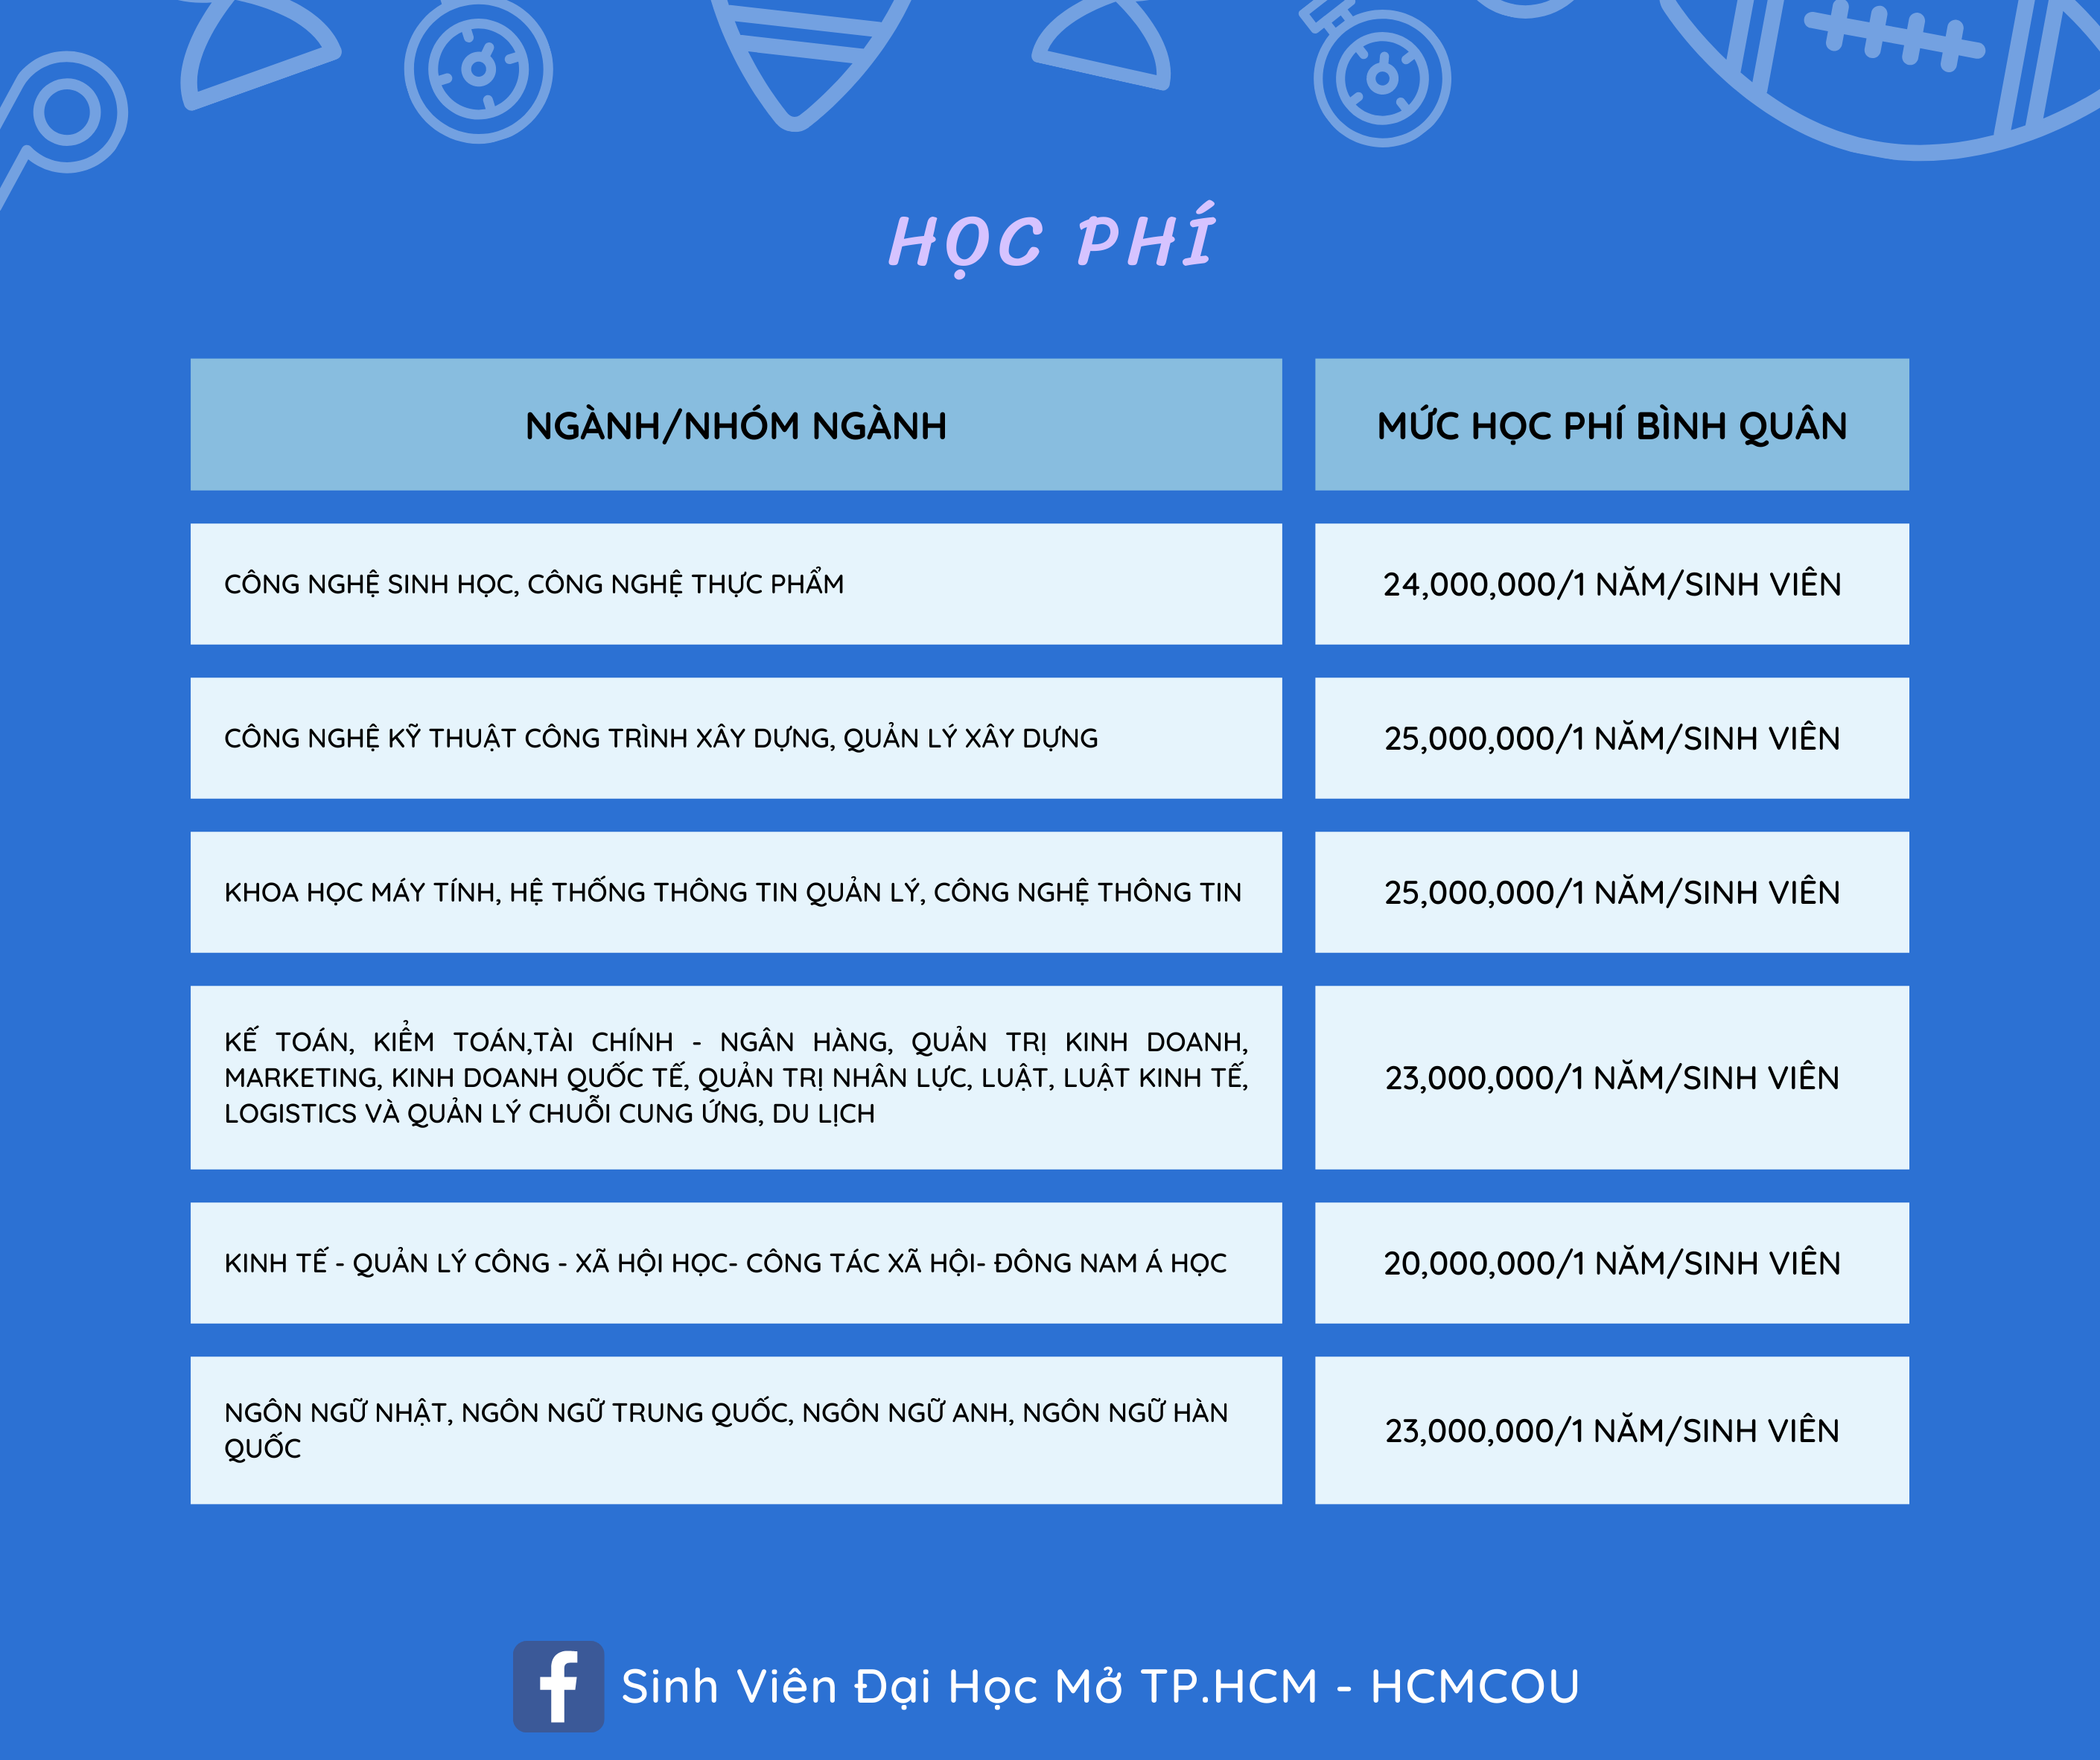 HỌC PHÍ
NGÀNH/NHÓM NGÀNH
MỨC HỌC PHÍ BÌNH QUÂN
CÔNG NGHỆ SINH HỌC, CÔNG NGHỆ THỰC PHẨM
24,000,000/1 NĂM/SINH VIÊN
CÔNG NGHỆ KỸ THUẬT CÔNG TRÌNH XÂY DỰNG, QUẢN LÝ XÂY DỰNG
25,000,000/1 NĂM/SINH VIÊN
KHOA HỌC MÁY TÍNH, HỆ THỐNG THÔNG TIN QUẢN LÝ, CÔNG NGHỆ THÔNG TIN
25,000,000/1 NĂM/SINH VIÊN
KẾ TOÁN, KIỂM TOÁN,TÀI CHÍNH - NGÂN HÀNG, QUẢN TRỊ KINH DOANH,
MARKETING, KINH DOANH QUỐC TẾ, QUẢN TRỊ NHÂN LỰC, LUẬT, LUẬT KINH TẾ,
LOGISTICS VÀ QUẢN LÝ CHUỖI CUNG ỨNG, DU LỊCH
23,000,000/1 NĂM/SINH VIÊN
KINH TẾ - QUẢN LÝ CÔNG - XÃ HỘI HỌC- CÔNG TÁC XÃ HỘI- ĐÔNG NAM Á HỌC
20,000,000/1 NĂM/SINH VIÊN
NGÔN NGỮ NHẬT, NGÔN NGỮ TRUNG QUỐC, NGÔN NGỮ ANH, NGÔN NGỮ HÀN
QUỐC
23,000,000/1 NĂM/SINH VIÊN
Sinh Viên Đại Học Mở TP.HCM - HCMCOU